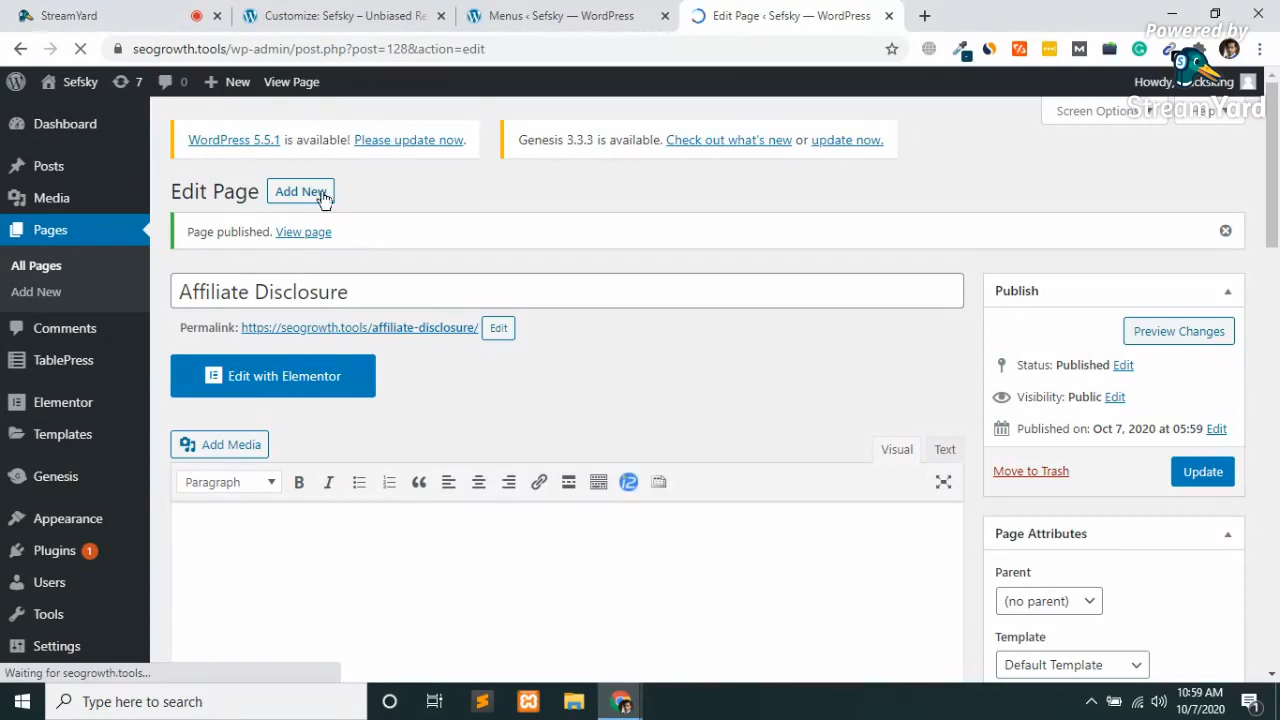 StreamYard
Customize: Sefsky – Unbiased Re
Menus ‹ Sefsky — WordPress
Edit Page ‹ Sefsky — WordPress
Powered by
seogrowth.tools/wp-admin/post.php?post=128&action=edit
Sefsky
7
0
New
View Page
Howdy,
StreamYard
Screen Options
Help
Dashboard
Posts
Media
Pages
All Pages
Add New
Comments
TablePress
Elementor
Templates
Genesis
Appearance
Plugins 1
Users
Tools
Settings
WordPress 5.5.1 is available! Please update now.
Genesis 3.3.3 is available. Check out what's new or update now.
Edit Page
Add New
Page published. View page
Affiliate Disclosure
Permalink: https://seogrowth.tools/affiliate-disclosure/ Edit
Edit with Elementor
Add Media
Visual
Text
Paragraph
B I
Publish
Preview Changes
Status: Published Edit
Visibility: Public Edit
Published on: Oct 7, 2020 at 05:59 Edit
Move to Trash
Update
Page Attributes
Parent
(no parent)
Template
Default Template
Waiting for seogrowth.tools...
Type here to search
10:59 AM
10/7/2020
1